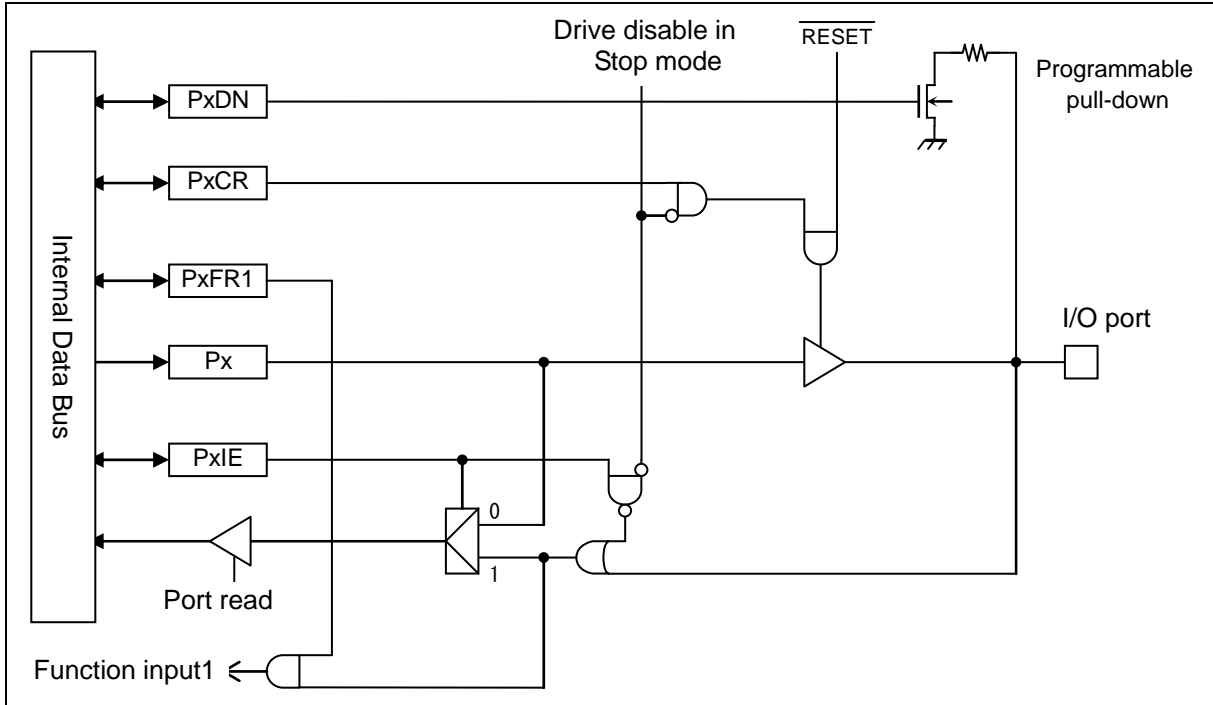 Drive disable in
Stop mode
RESET
Programmable
pull-down
PxDN
PxCR
PxFR1
Px
PxIE
Internal Data Bus
I/O port
0
1
Port read
Function input1